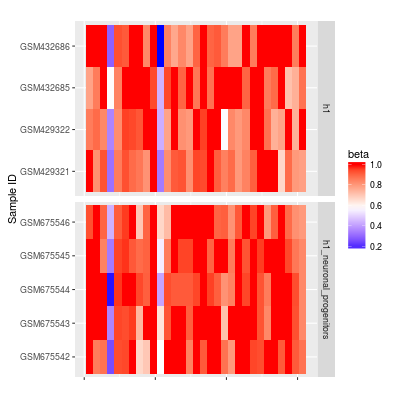 Sample ID
GSM432686
GSM432685
GSM429322
GSM429321
h1
GSM675546
GSM675545
GSM675544
GSM675543
GSM675542
h1_neuronal_progenitors
beta
1.0
0.8
0.6
0.4
0.2